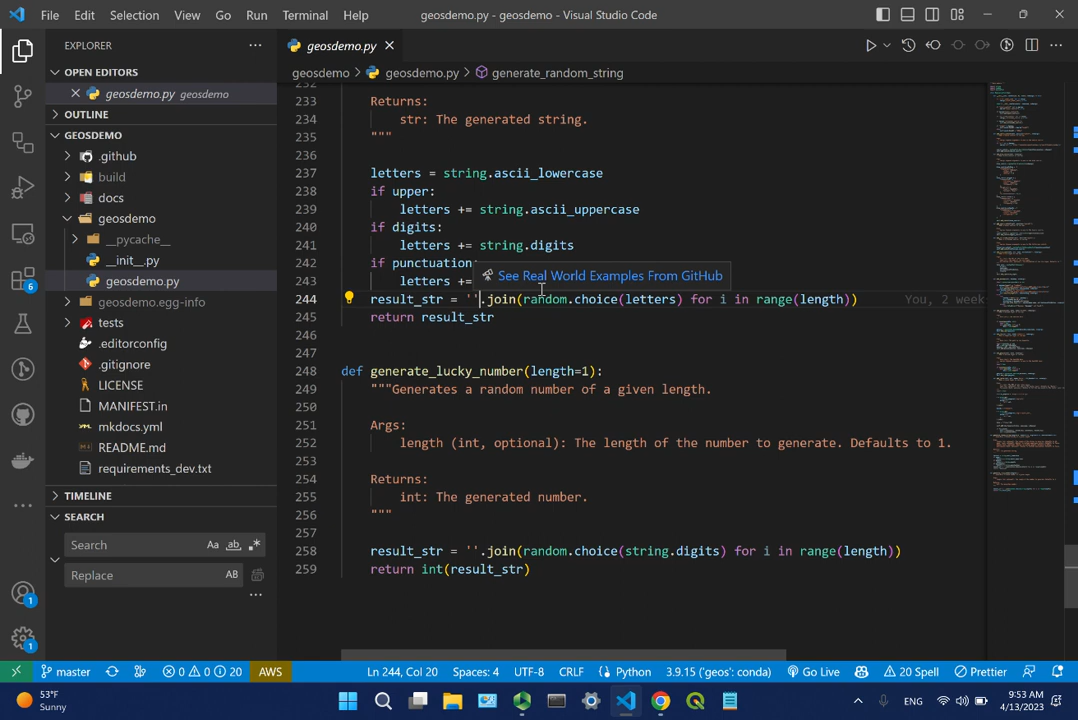 File Edit Selection View Go Run Terminal Help geosdemo.py - geosdemo - Visual Studio Code
EXPLORER
OPEN EDITORS
geosdemo.py geosdemo
OUTLINE
GEOSDEMO
.github
build
docs
geosdemo
__pycache__
__init__.py
geosdemo.py
geosdemo.egg-info
tests
.editorconfig
.gitignore
LICENSE
MANIFEST.in
mkdocs.yml
README.md
requirements_dev.txt
TIMELINE
SEARCH
Search Aa ab
Replace AB
6
1
1
geosdemo.py
geosdemo > geosdemo.py > generate_random_string
232
233 Returns:
234 str: The generated string.
235 """
236
237 letters = string.ascii_lowercase
238 if upper:
239 letters += string.ascii_uppercase
240 if digits:
241 letters += string.digits
242 if punctuation
243 letters +=
See Real World Examples From GitHub
244 result_str = ''.join(random.choice(letters) for i in range(length)) You, 2 week
245 return result_str
246
247
248 def generate_lucky_number(length=1):
249 """Generates a random number of a given length.
250
251 Args:
252 length (int, optional): The length of the number to generate. Defaults to 1.
253
254 Returns:
255 int: The generated number.
256 """
257
258 result_str = ''.join(random.choice(string.digits) for i in range(length))
259 return int(result_str)
master 0 0 20 AWS Ln 244, Col 20 Spaces: 4 UTF-8 CRLF Python 3.9.15 ('geos': conda) Go Live 20 Spell Prettier
53°F
Sunny
ENG
9:53 AM
4/13/2023